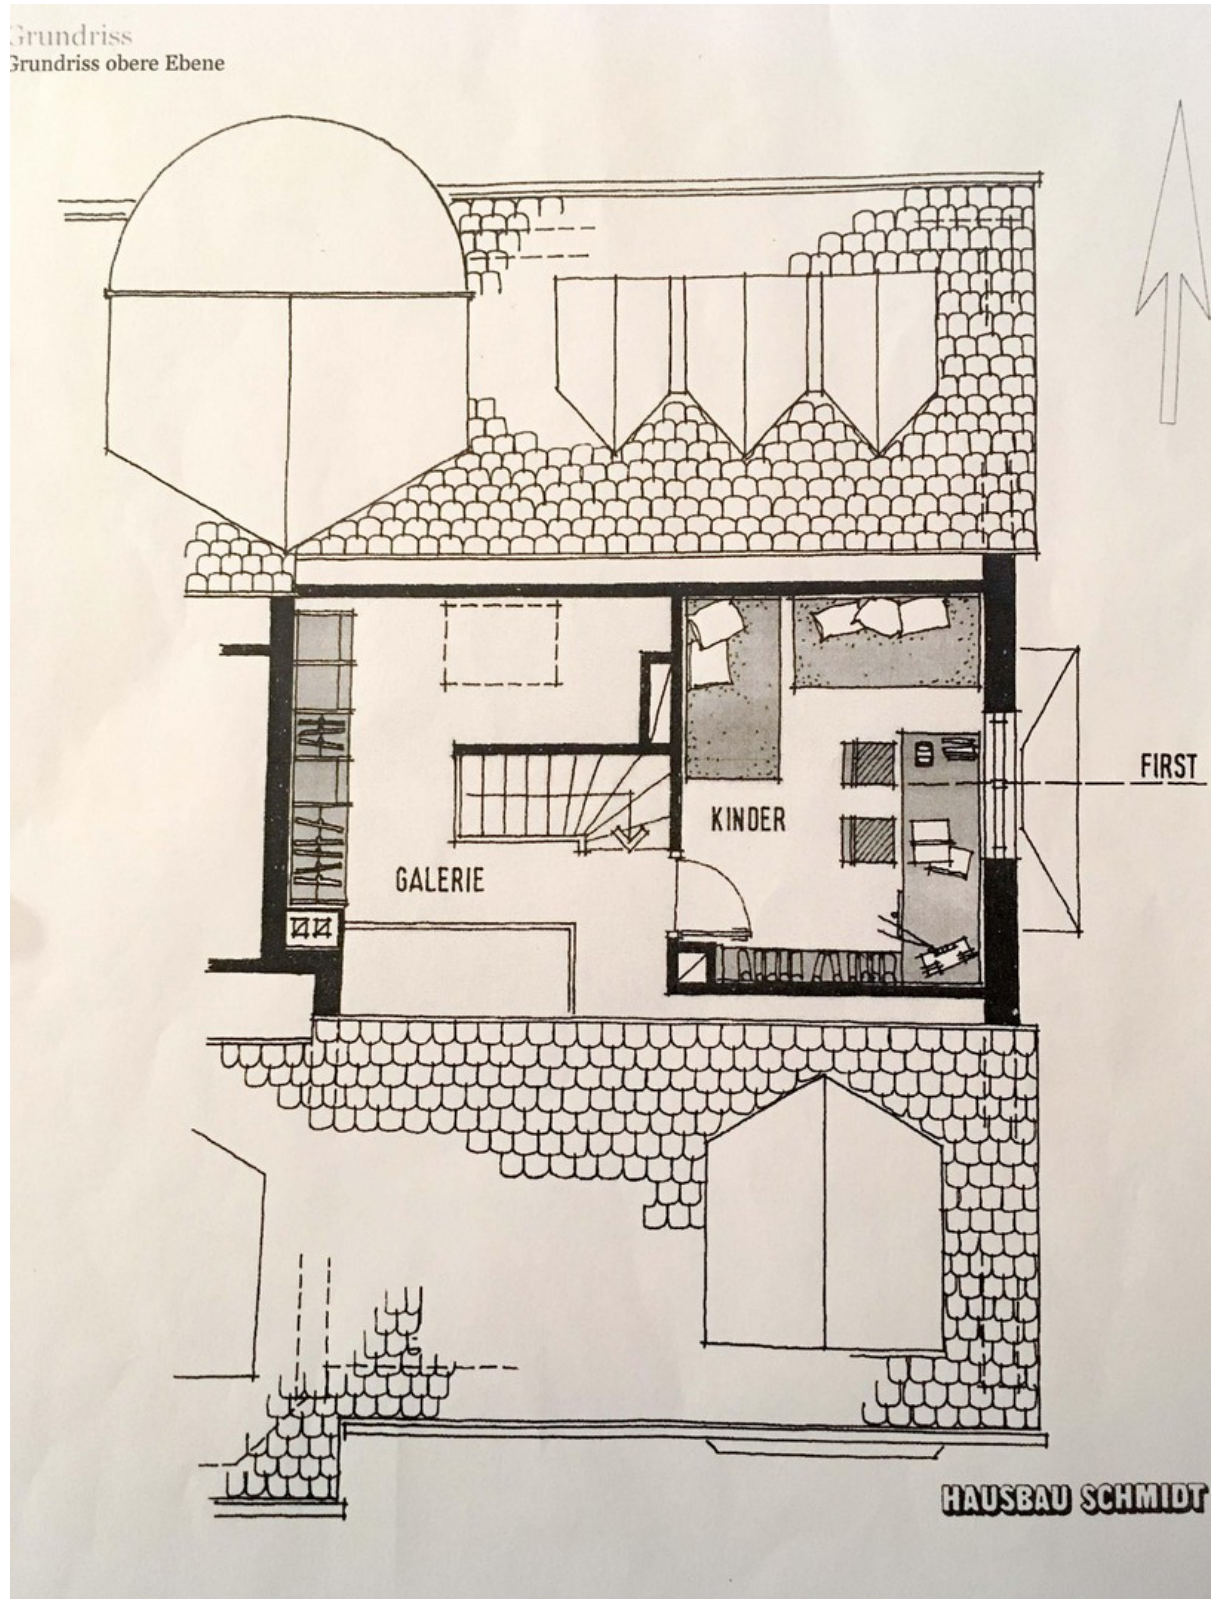 Grundriss
Grundriss obere Ebene
FIRST
KINDER
GALERIE
HAUSBAU SCHMIDT